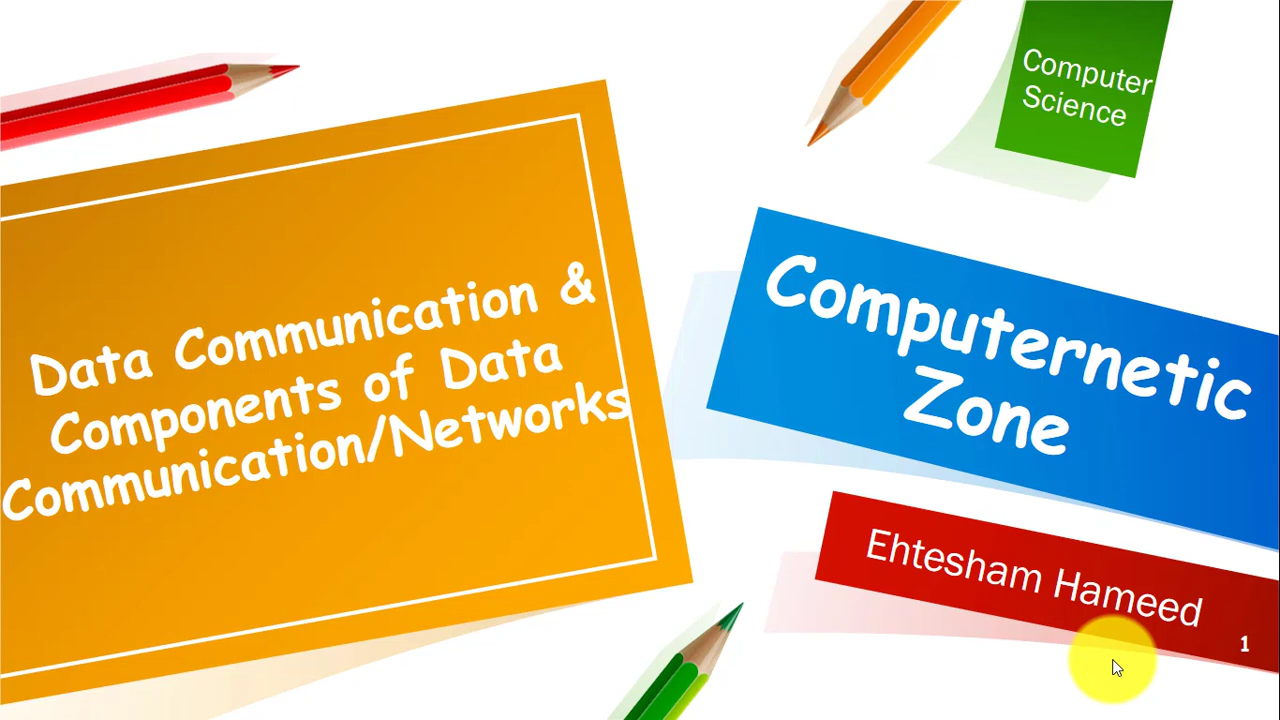 Computer
Science
Data Communication &
Components of Data
Communication/Networks
Computernetic
Zone
Ehtesham Hameed
1